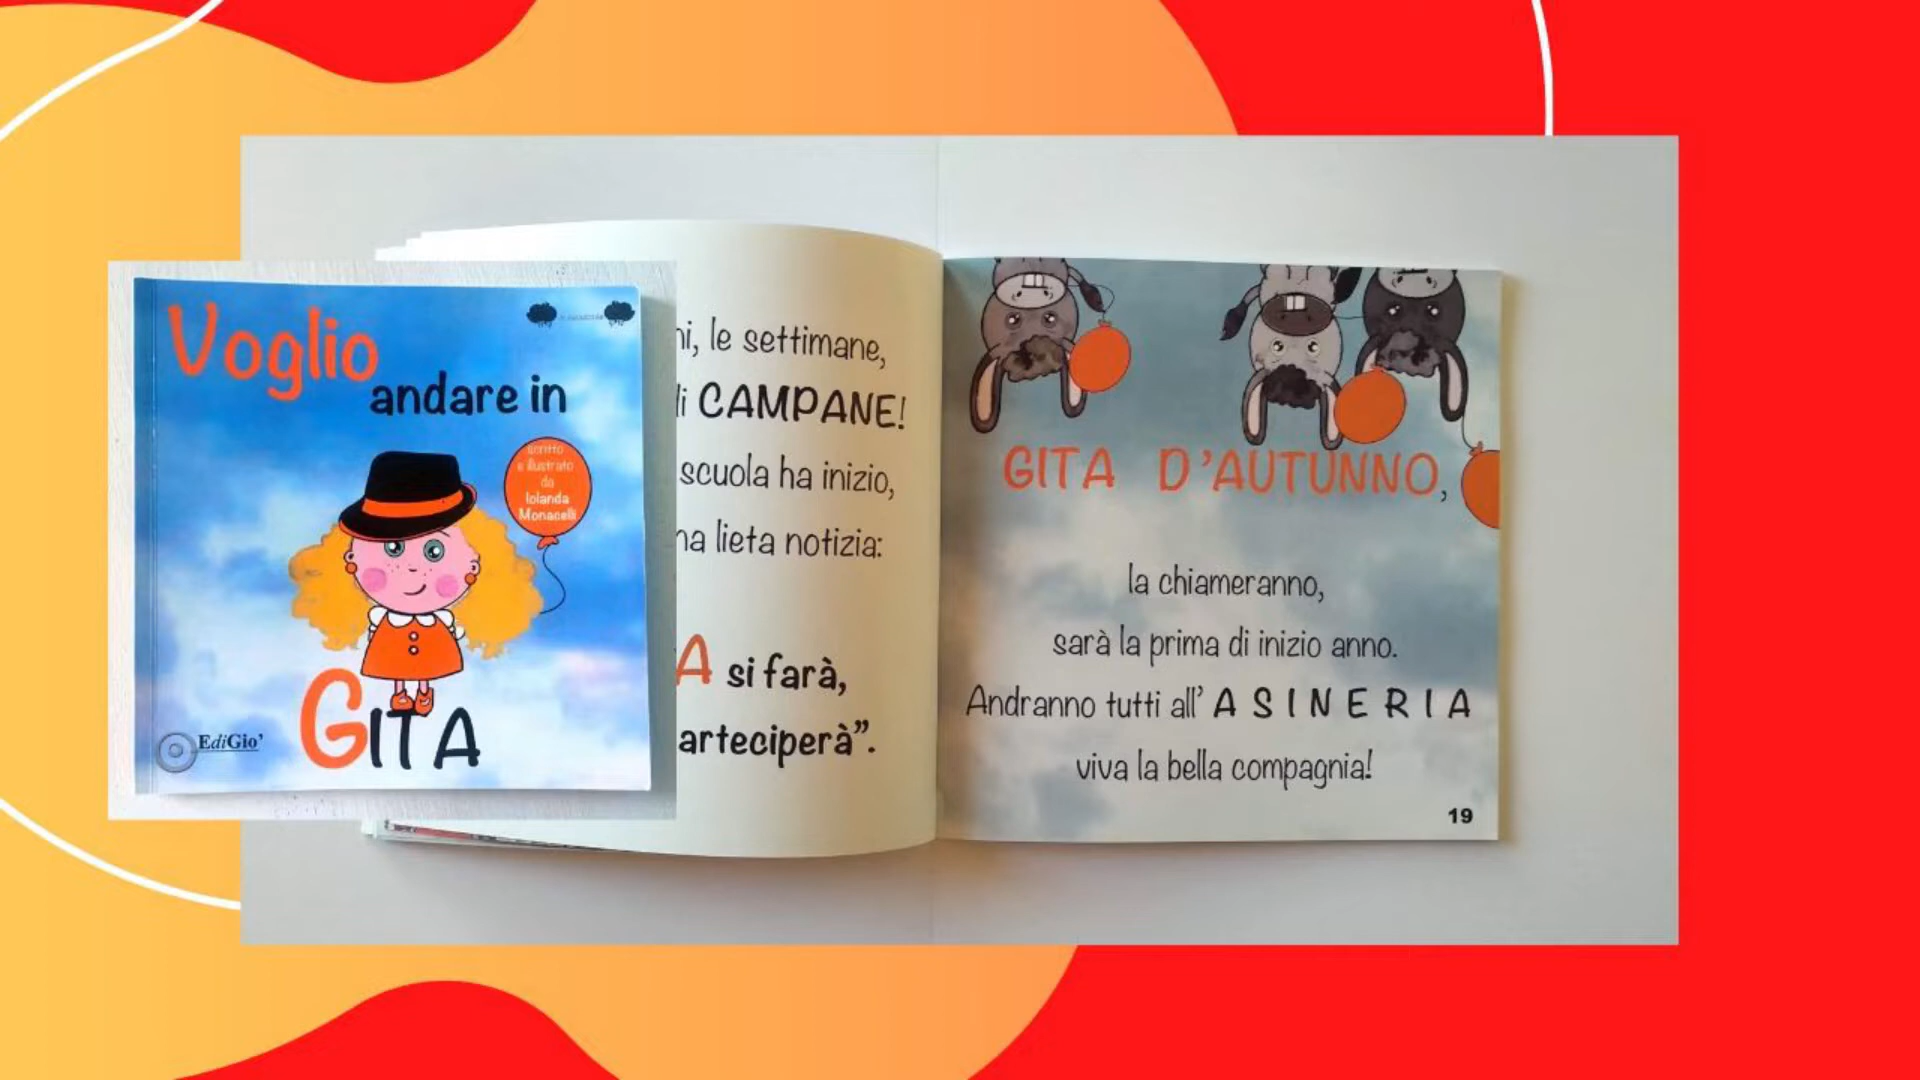 Voglio
andare in
scritto
e illustrato
da
Iolanda
Monacelli
GITA
EdiGio'
le settimane,
CAMPANE!
scuola ha inizio,
lieta notizia:
si farà,
GITA D'AUTUNNO,
la chiameranno,
sarà la prima di inizio anno.
Andranno tutti all' ASINERIA
viva la bella compagnia!
19